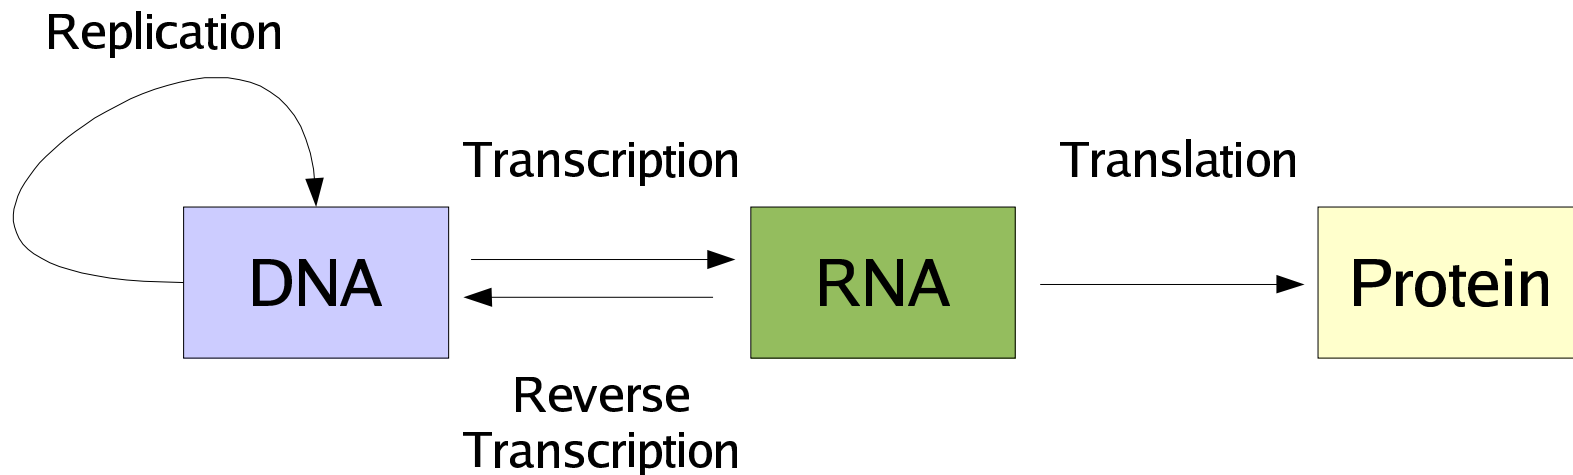 Replication
Transcription
Translation
DNA
RNA
Protein
Reverse
Transcription